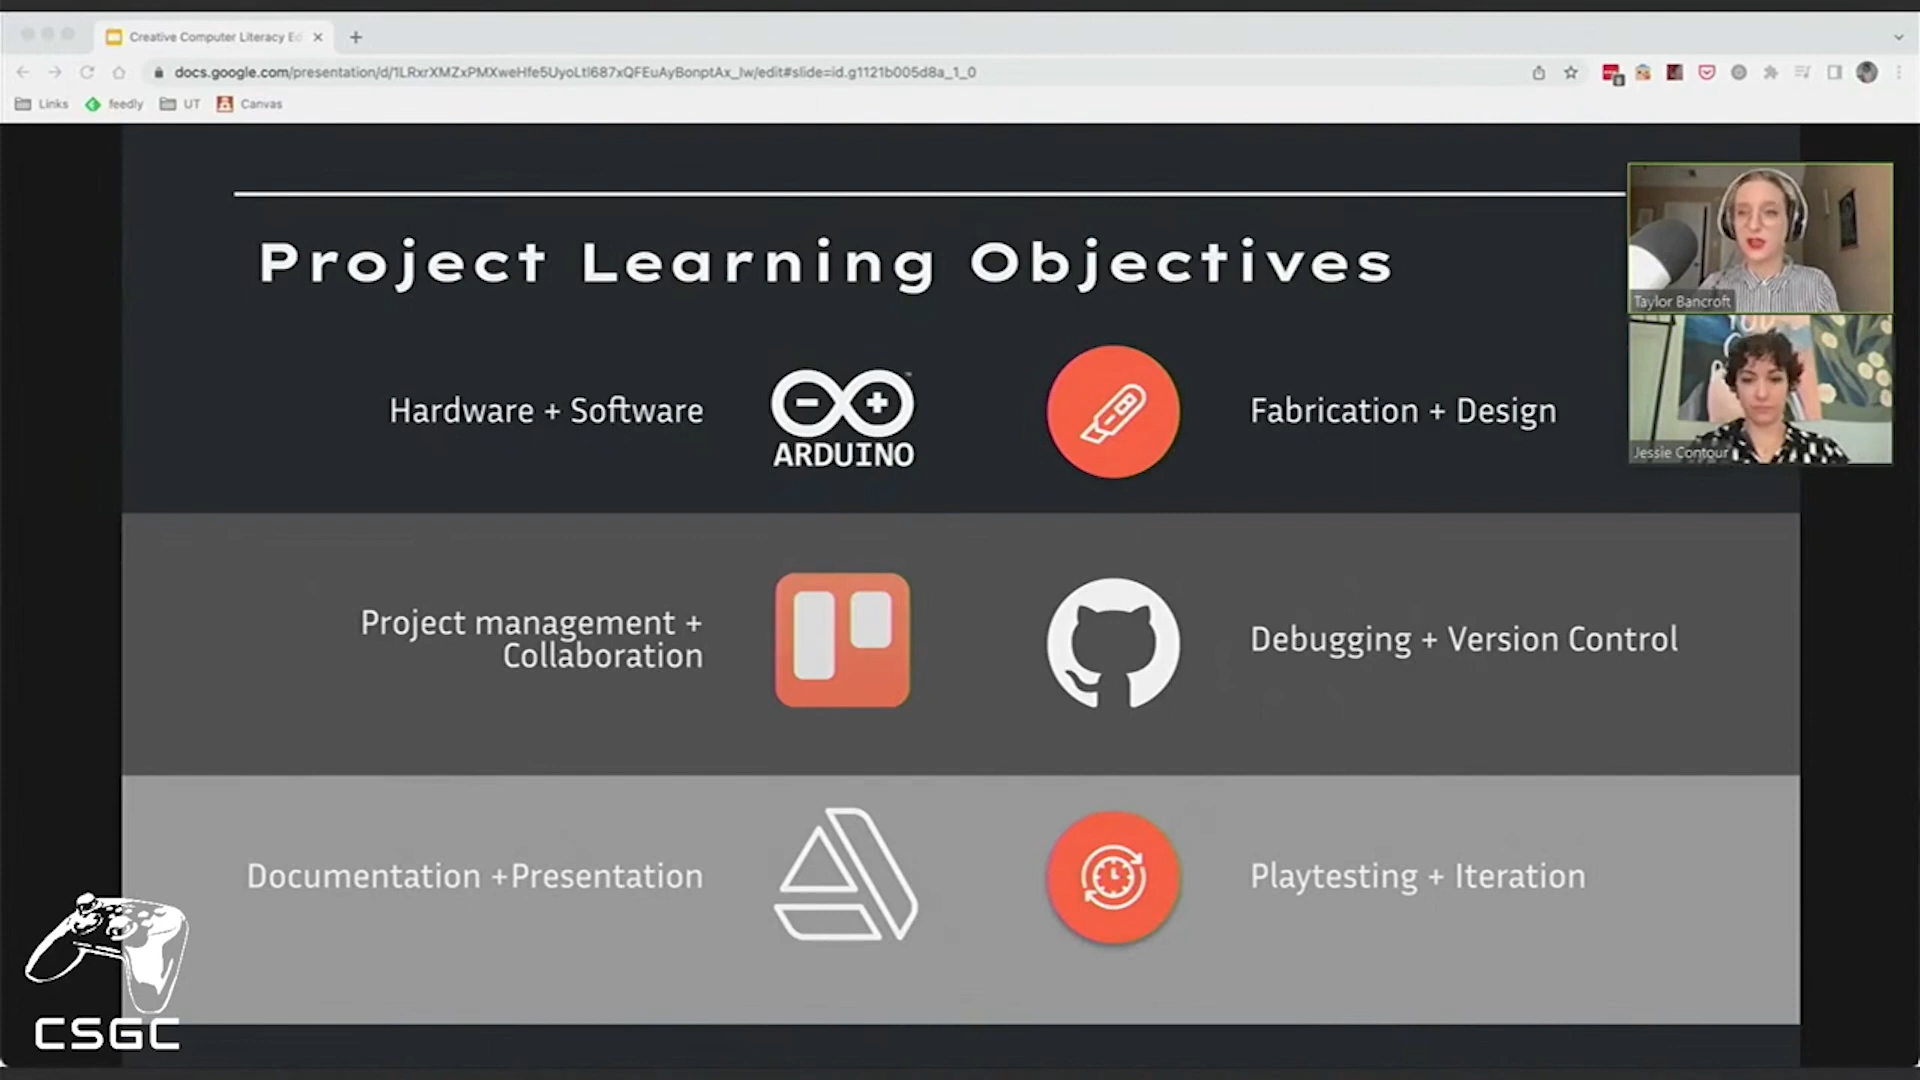 Creative Computer Literacy Ed
docs.google.com/presentation/d/1LRxrXMZxPMXweHfe5UyoLtl687xQFEuAyBonptAx_Iw/edit#slide=id.g1121b005d8a_1_0
Links
feedly
UT
Canvas
Project Learning Objectives
Taylor Bancroft
Hardware + Software
ARDUINO
Fabrication + Design
Jessie Contour
Project management +
Collaboration
Debugging + Version Control
Documentation +Presentation
Playtesting + Iteration
CSGC